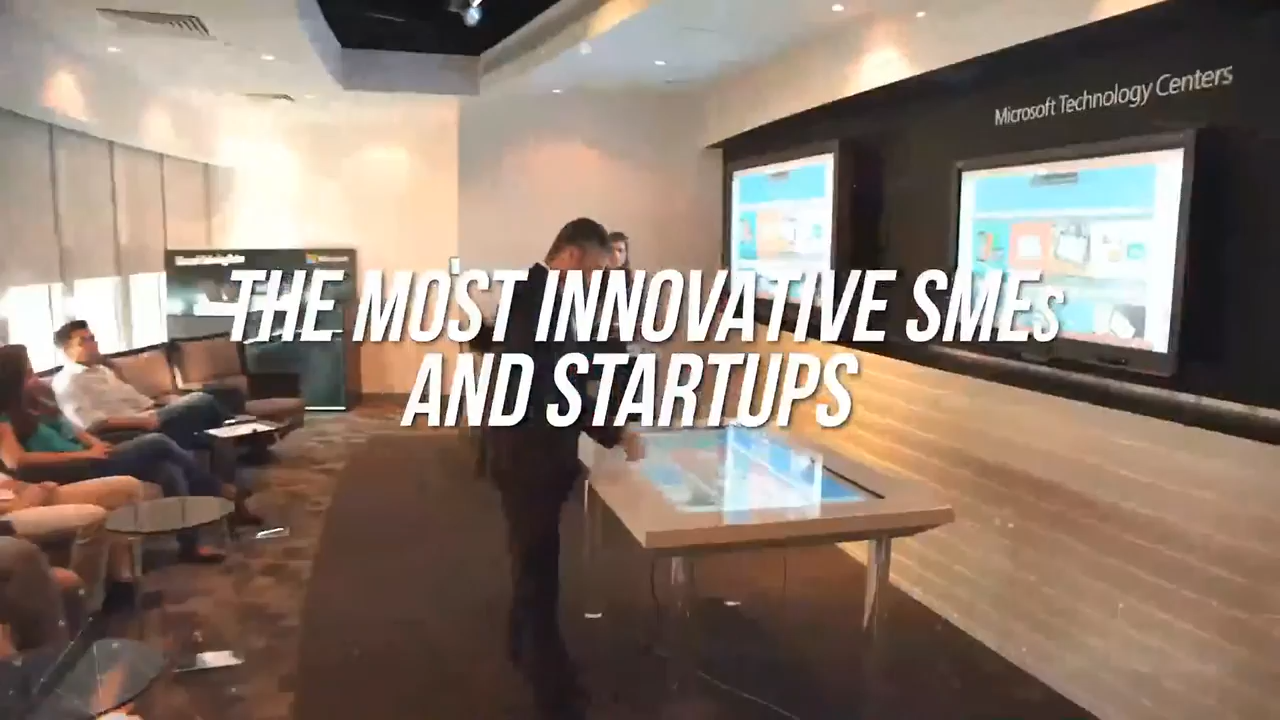 Microsoft Technology Centers
THE MOST INNOVATIVE SMEs
AND STARTUPS